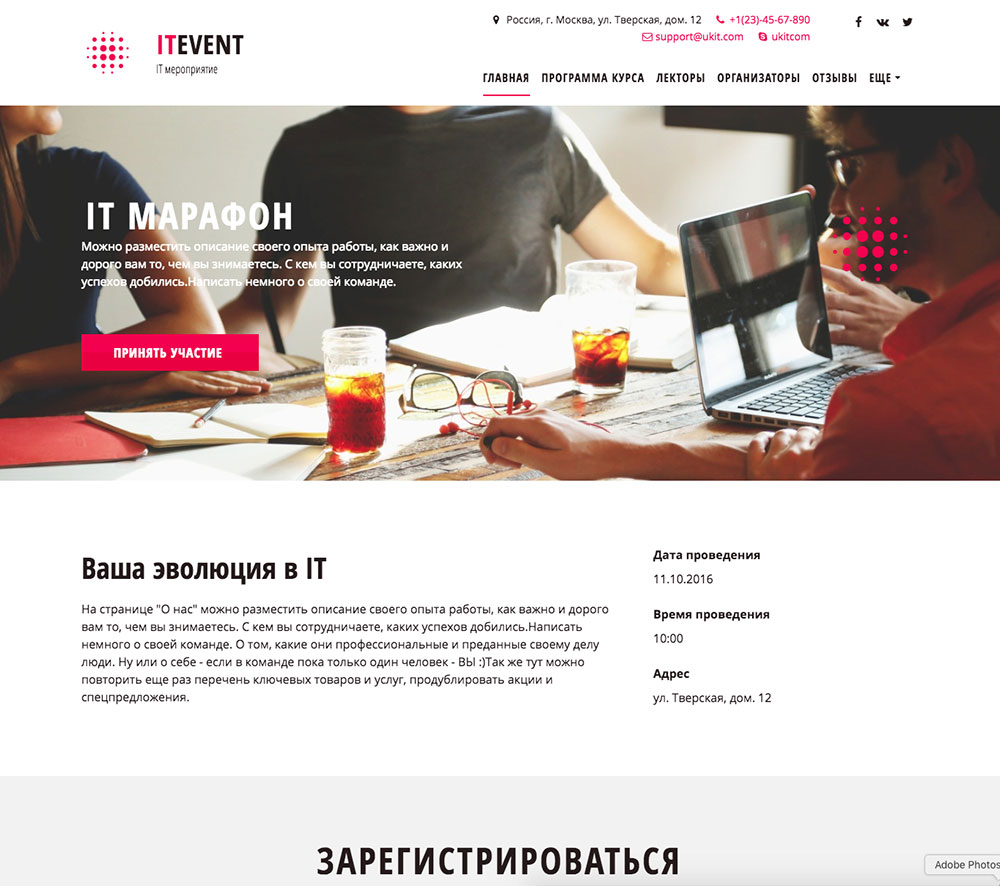 Россия, г. Москва, ул. Тверская, дом. 12 +1(23)-45-67-890
support@ukit.com ukitcom
ITEVENT
IT мероприятие
ГЛАВНАЯ ПРОГРАММА КУРСА ЛЕКТОРЫ ОРГАНИЗАТОРЫ ОТЗЫВЫ ЕЩЕ
IT МАРАФОН
Можно разместить описание своего опыта работы, как важно и
дорого вам то, чем вы знимаетесь. С кем вы сотрудничаете, каких
успехов добились.Написать немного о своей команде.
ПРИНЯТЬ УЧАСТИЕ
Ваша эволюция в IT
На странице "О нас" можно разместить описание своего опыта работы, как важно и дорого
вам то, чем вы знимаетесь. С кем вы сотрудничаете, каких успехов добились.Написать
немного о своей команде. О том, какие они профессиональные и преданные своему делу
люди. Ну или о себе - если в команде пока только один человек - ВЫ :)Так же тут можно
повторить еще раз перечень ключевых товаров и услуг, продублировать акции и
спецпредложения.
Дата проведения
11.10.2016
Время проведения
10:00
Адрес
ул. Тверская, дом. 12
ЗАРЕГИСТРИРОВАТЬСЯ
Adobe Photos